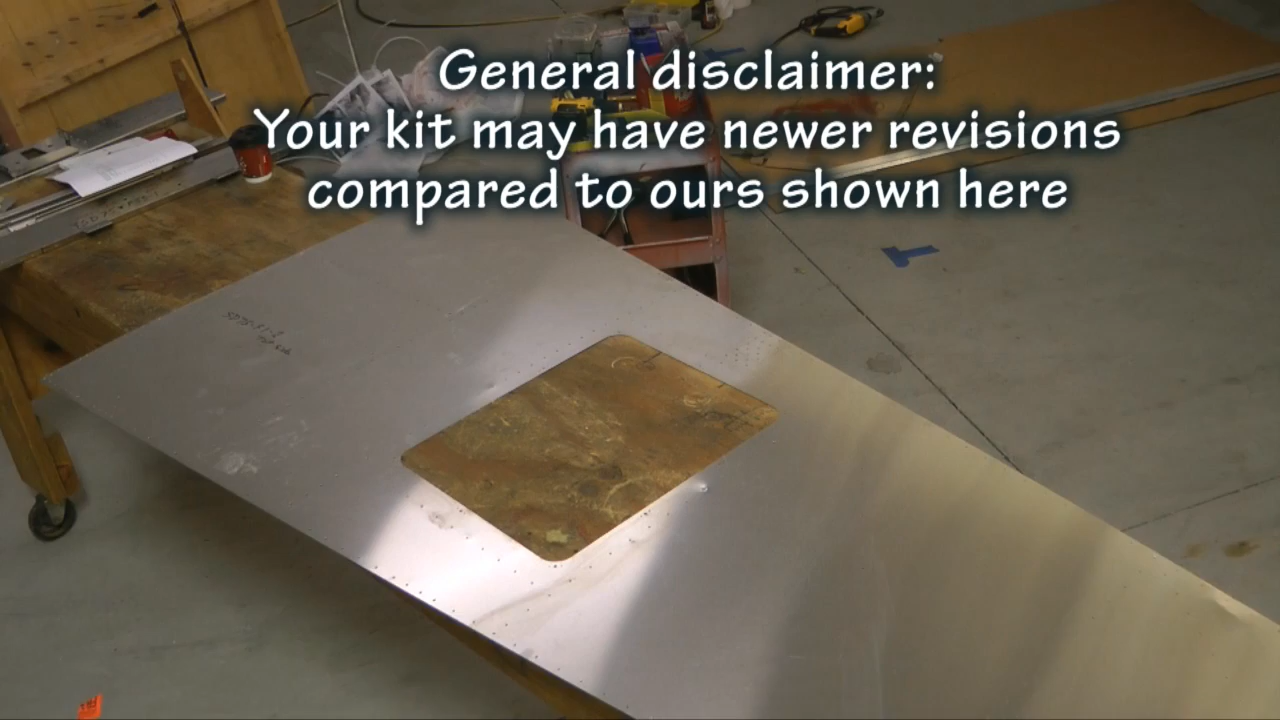 General disclaimer:
Your kit may have newer revisions
compared to ours shown here